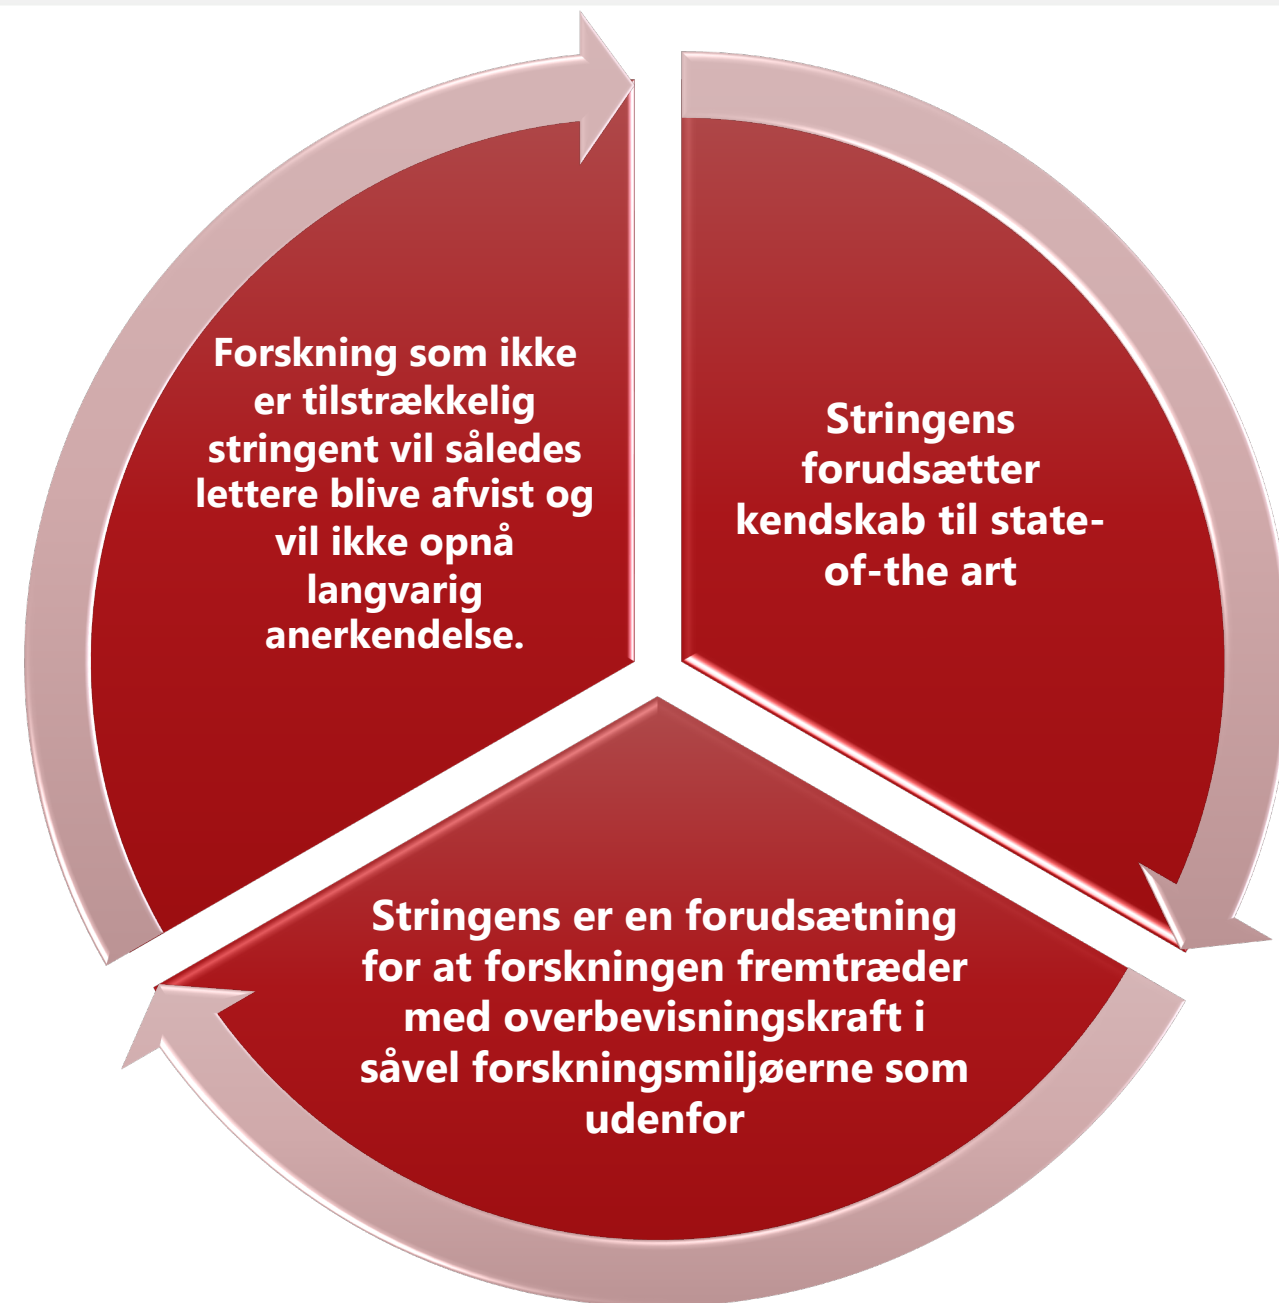 Forskning som ikke
er tilstrækkelig
stringent vil således
lettere blive afvist og
vil ikke opnå
langvarig
anerkendelse.
Stringens
forudsætter
kendskab til state-
of-the art
Stringens er en forudsætning
for at forskningen fremtræder
med overbevisningskraft i
såvel forskningsmiljøerne som
udenfor